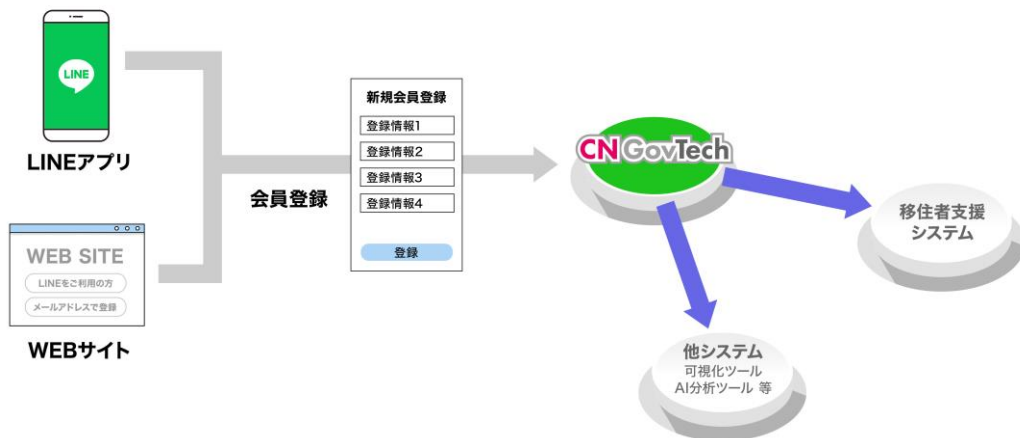 LINE
LINEアプリ
WEB SITE
LINEをご利用の方
メールアドレスで登録
WEBサイト
会員登録
新規会員登録
登録情報1
登録情報2
登録情報3
登録情報4
登録
CN GovTech
移住者支援
システム
他システム
可視化ツール
AI分析ツール 等